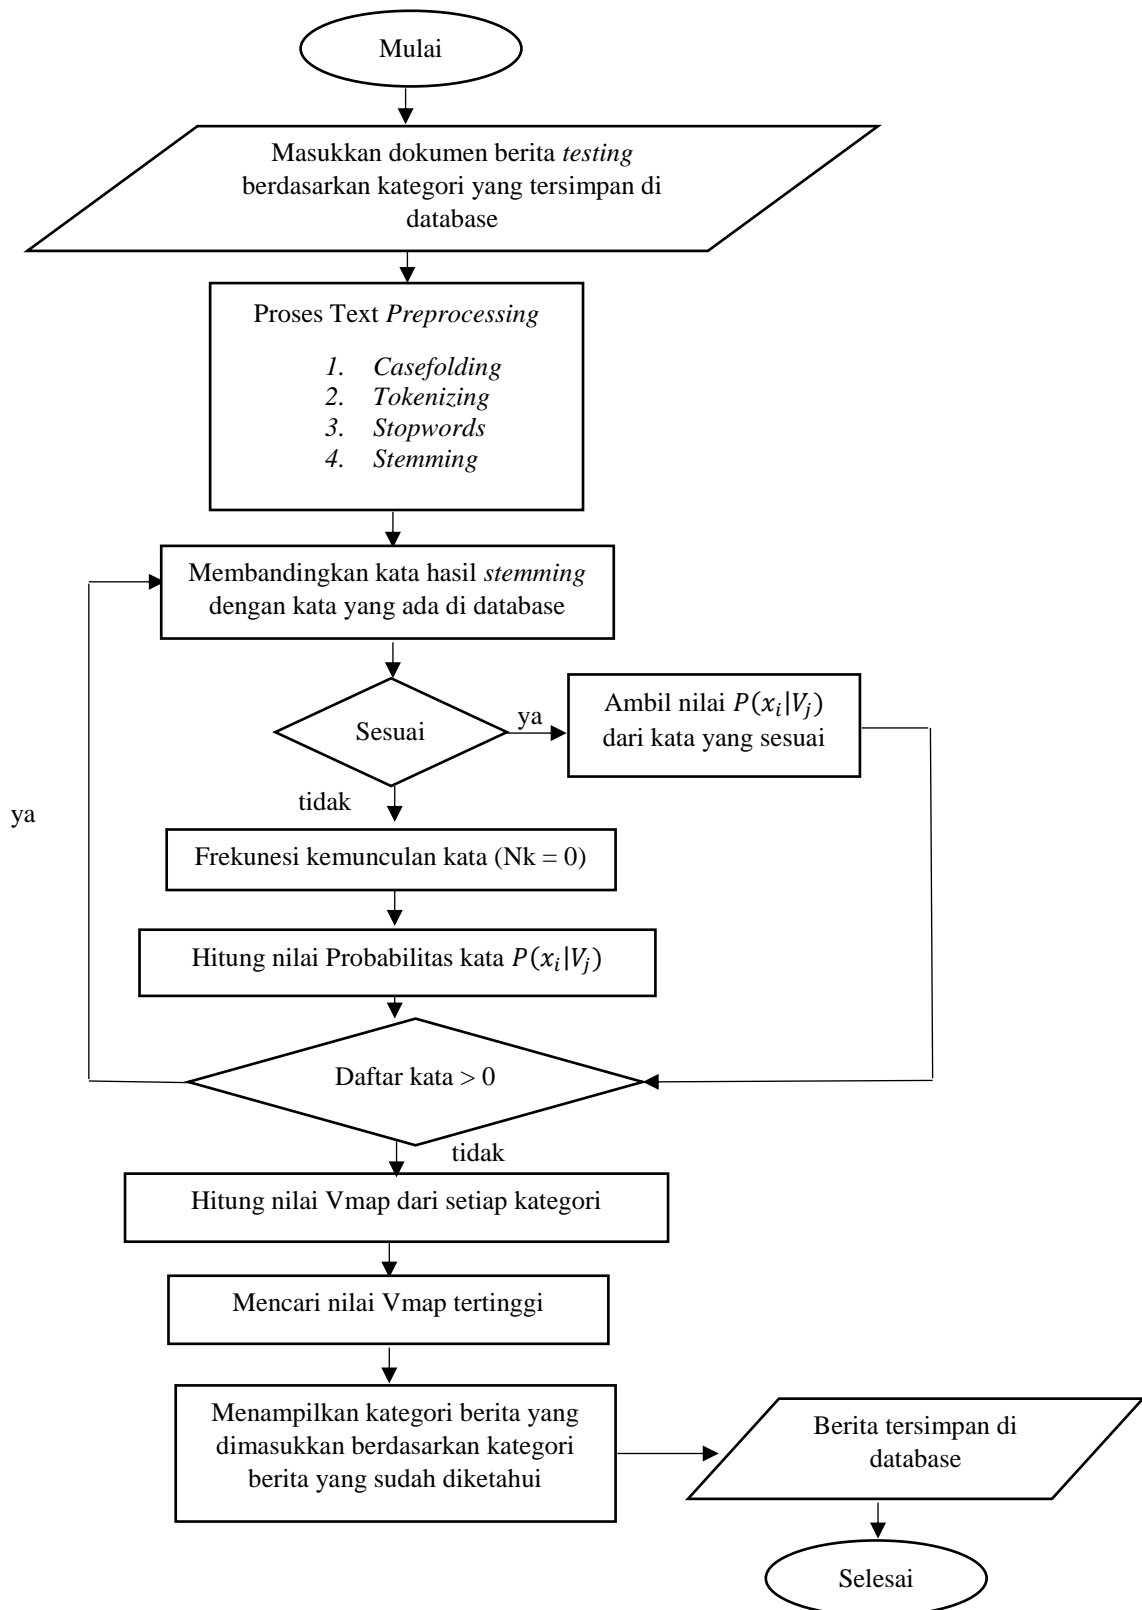 Mulai
Masukkan dokumen berita testing
berdasarkan kategori yang tersimpan di
database
Proses Text Preprocessing
1. Casefolding
2. Tokenizing
3. Stopwords
4. Stemming
Membandingkan kata hasil stemming
dengan kata yang ada di database
Sesuai
ya
Ambil nilai P(x_i|V_j)
dari kata yang sesuai
tidak
ya
Frekunesi kemunculan kata (Nk = 0)
Hitung nilai Probabilitas kata P(x_i|V_j)
Daftar kata > 0
tidak
Hitung nilai Vmap dari setiap kategori
Mencari nilai Vmap tertinggi
Menampilkan kategori berita yang
dimasukkan berdasarkan kategori
berita yang sudah diketahui
Berita tersimpan di
database
Selesai